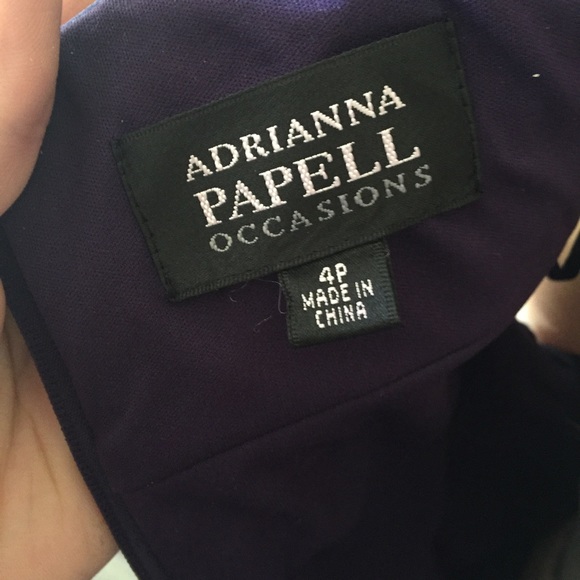 ADRIANNA
PAPELL
OCCASIONS
4P
MADE IN
CHINA